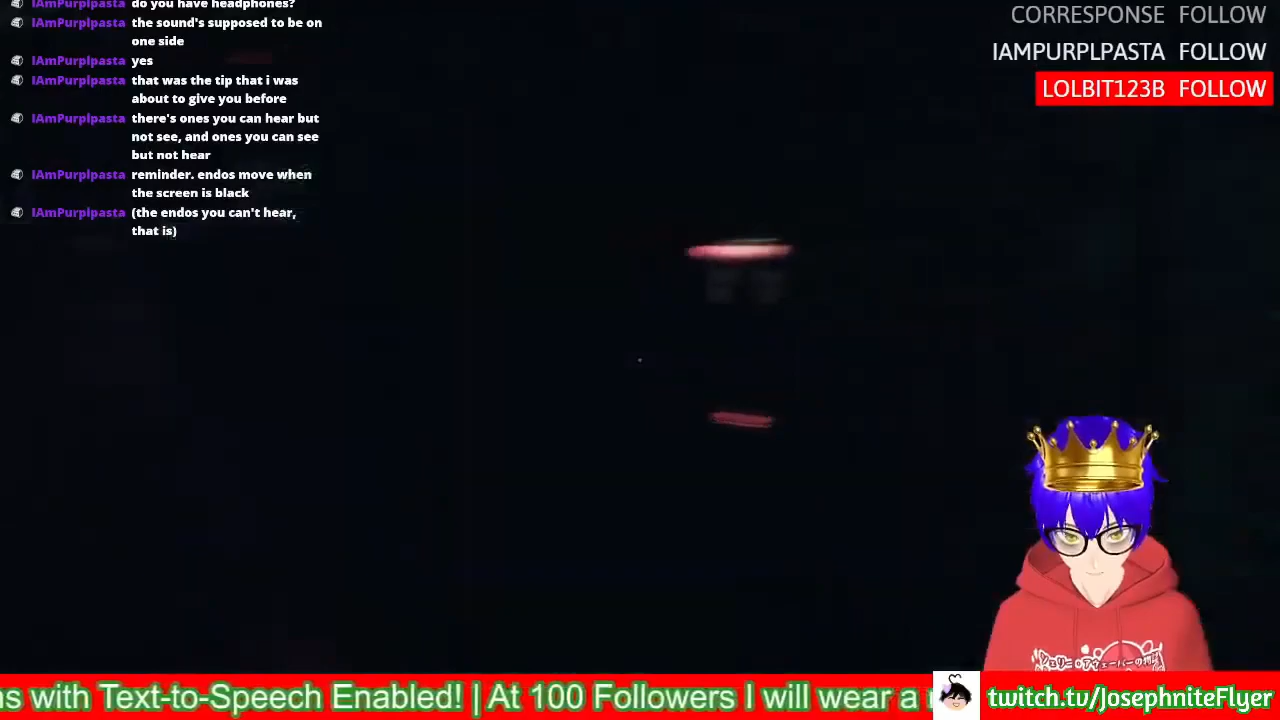 IAmPurplpasta do you have headphones?
IAmPurplpasta the sound's supposed to be on
one side
IAmPurplpasta yes
IAmPurplpasta that was the tip that i was
about to give you before
IAmPurplpasta there's ones you can hear but
not see, and ones you can see
but not hear
IAmPurplpasta reminder. endos move when
the screen is black
IAmPurplpasta (the endos you can't hear,
that is)
CORRESPONSE FOLLOW
IAMPURPLPASTA FOLLOW
LOLBIT123B FOLLOW
with Text-to-Speech Enabled! | At 100 Followers I will wear a
twitch.tv/JosephniteFlyer